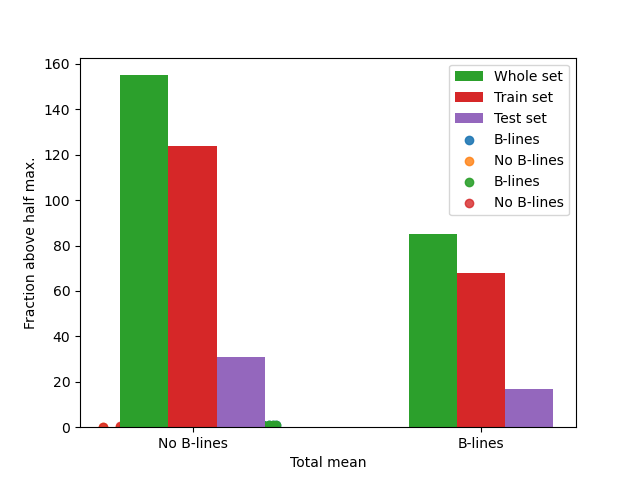 160
140
120
100
80
60
40
20
0
Fraction above half max.
Whole set
Train set
Test set
B-lines
No B-lines
B-lines
No B-lines
No B-lines
B-lines
Total mean